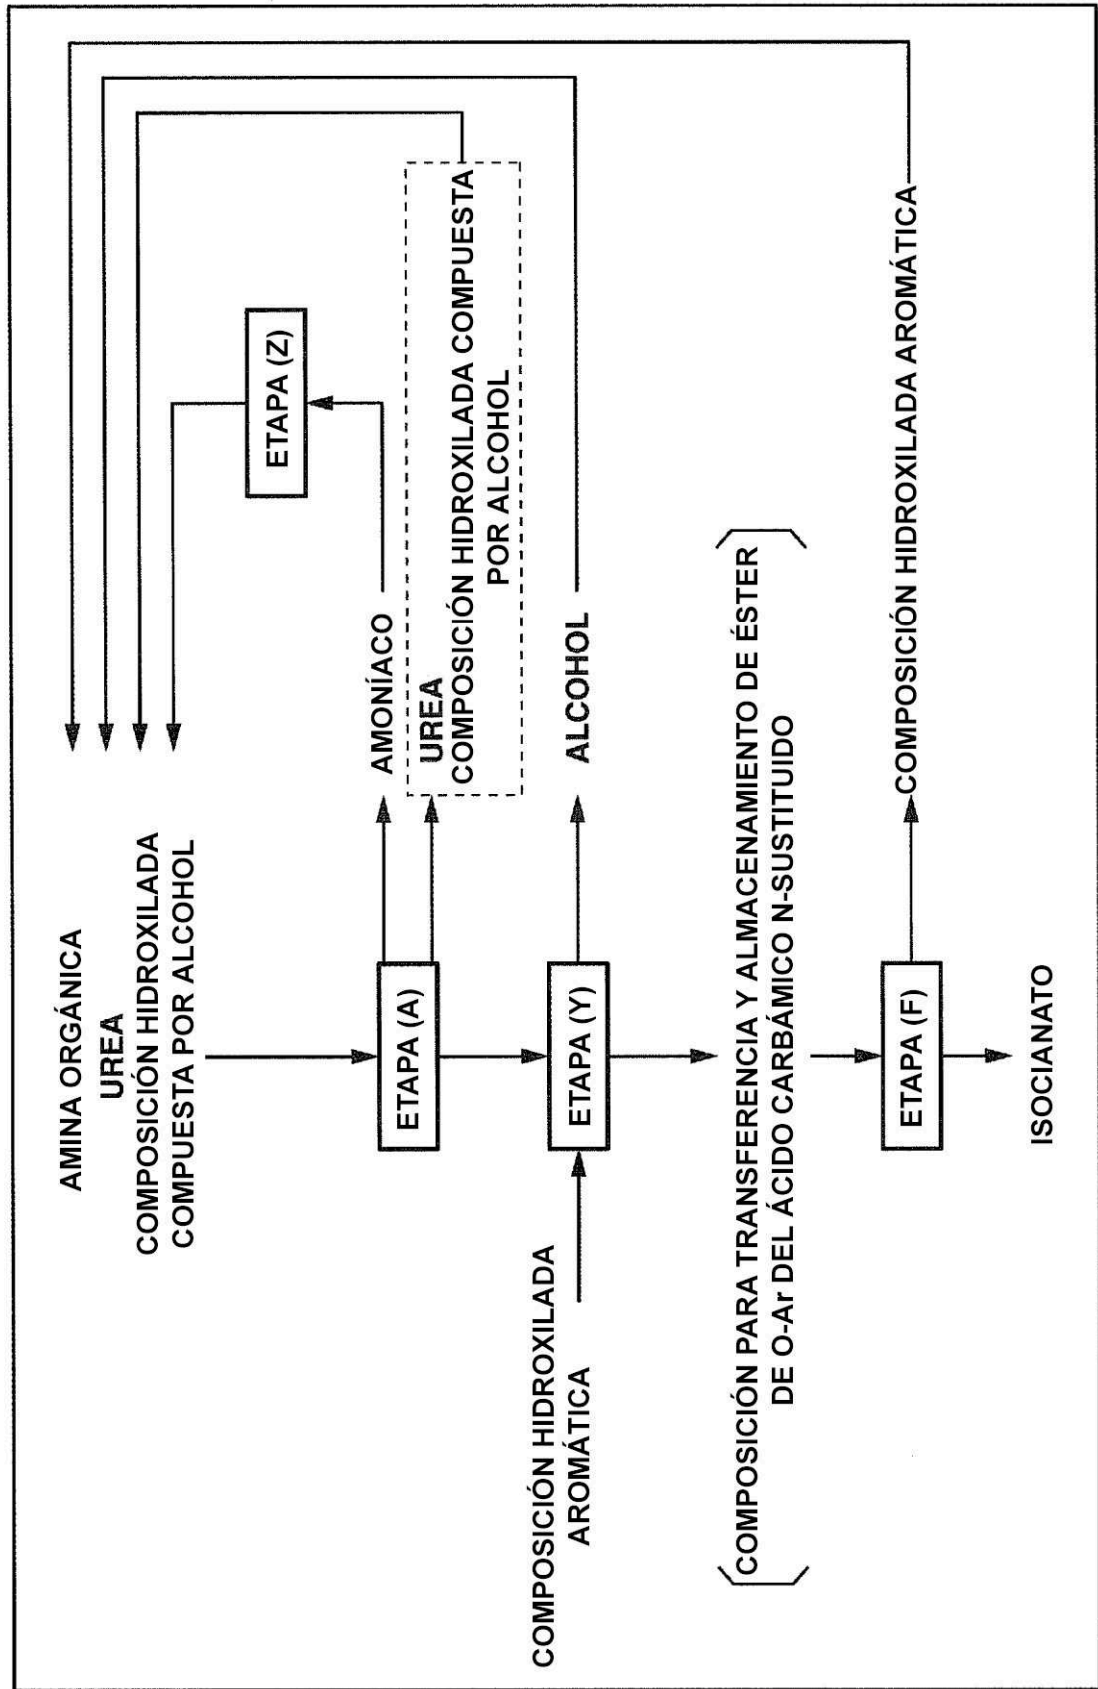 AMINA ORGÁNICA
UREA
COMPOSICIÓN HIDROXILADA
COMPUESTA POR ALCOHOL
ETAPA (Z)
ETAPA (A)
AMONÍACO
UREA
COMPOSICIÓN HIDROXILADA COMPUESTA
POR ALCOHOL
COMPOSICIÓN HIDROXILADA
AROMÁTICA
ETAPA (Y)
ALCOHOL
COMPOSICIÓN PARA TRANSFERENCIA Y ALMACENAMIENTO DE ÉSTER
DE O-Ar DEL ÁCIDO CARBÁMICO N-SUSTITUIDO
ETAPA (F)
COMPOSICIÓN HIDROXILADA AROMÁTICA
ISOCIANATO